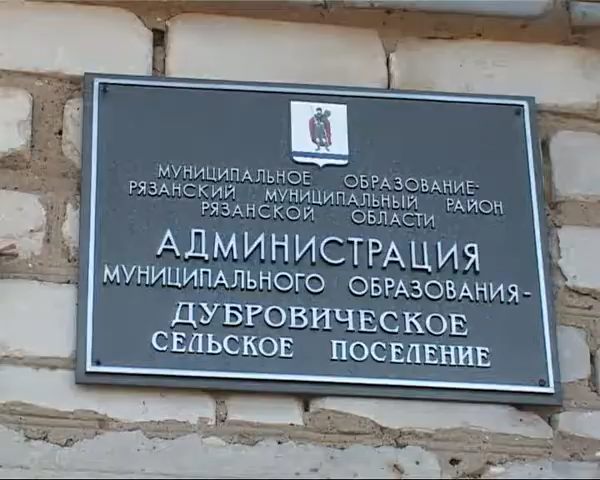 МУНИЦИПАЛЬНОЕ ОБРАЗОВАНИЕ-
РЯЗАНСКИЙ МУНИЦИПАЛЬНЫЙ РАЙОН
РЯЗАНСКОЙ ОБЛАСТИ
АДМИНИСТРАЦИЯ
МУНИЦИПАЛЬНОГО ОБРАЗОВАНИЯ-
ДУБРОВИЧЕСКОЕ
СЕЛЬСКОЕ ПОСЕЛЕНИЕ